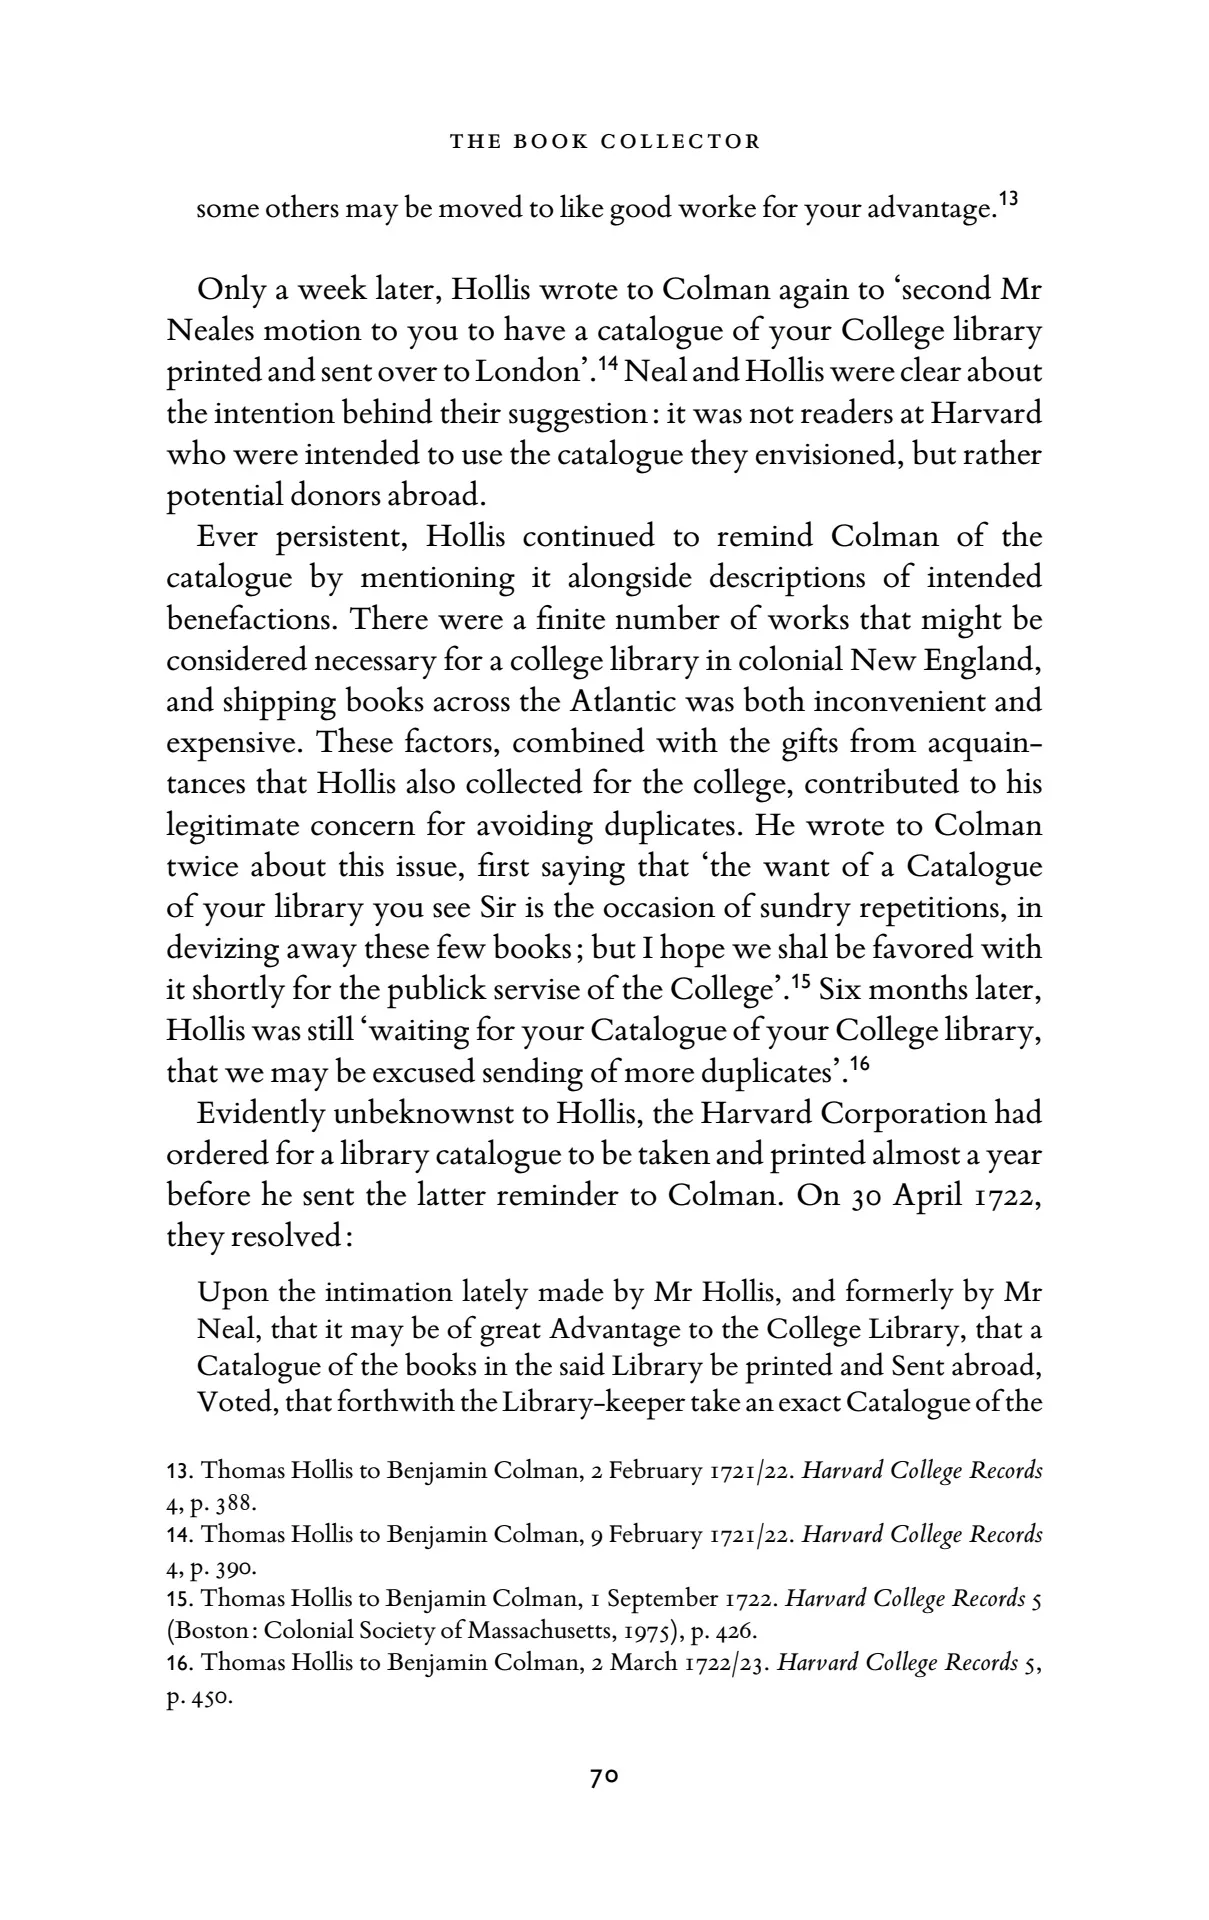 THE BOOK COLLECTOR
some others may be moved to like good worke for your advantage.13
Only a week later, Hollis wrote to Colman again to ‘second Mr
Neales motion to you to have a catalogue of your College library
printed and sent over to London’.14 Neal and Hollis were clear about
the intention behind their suggestion: it was not readers at Harvard
who were intended to use the catalogue they envisioned, but rather
potential donors abroad.
Ever persistent, Hollis continued to remind Colman of the
catalogue by mentioning it alongside descriptions of intended
benefactions. There were a finite number of works that might be
considered necessary for a college library in colonial New England,
and shipping books across the Atlantic was both inconvenient and
expensive. These factors, combined with the gifts from acquain-
tances that Hollis also collected for the college, contributed to his
legitimate concern for avoiding duplicates. He wrote to Colman
twice about this issue, first saying that ‘the want of a Catalogue
of your library you see Sir is the occasion of sundry repetitions, in
devizing away these few books; but I hope we shal be favored with
it shortly for the publick servise of the College’.15 Six months later,
Hollis was still ‘waiting for your Catalogue of your College library,
that we may be excused sending of more duplicates’.16
Evidently unbeknownst to Hollis, the Harvard Corporation had
ordered for a library catalogue to be taken and printed almost a year
before he sent the latter reminder to Colman. On 30 April 1722,
they resolved:
Upon the intimation lately made by Mr Hollis, and formerly by Mr
Neal, that it may be of great Advantage to the College Library, that a
Catalogue of the books in the said Library be printed and Sent abroad,
Voted, that forthwith the Library-keeper take an exact Catalogue of the
13. Thomas Hollis to Benjamin Colman, 2 February 1721/22. Harvard College Records
4, p. 388.
14. Thomas Hollis to Benjamin Colman, 9 February 1721/22. Harvard College Records
4, p. 390.
15. Thomas Hollis to Benjamin Colman, 1 September 1722. Harvard College Records 5
(Boston: Colonial Society of Massachusetts, 1975), p. 426.
16. Thomas Hollis to Benjamin Colman, 2 March 1722/23. Harvard College Records 5,
p. 450.
70